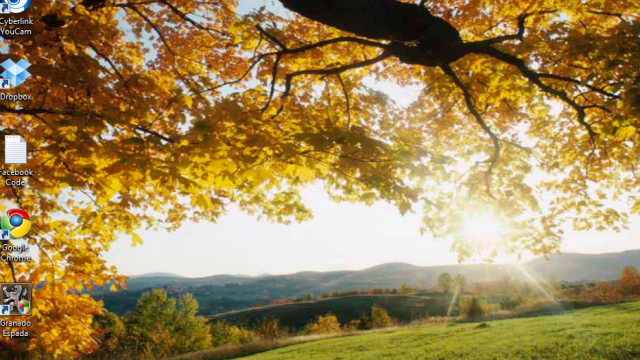 Cyberlink
YouCam
Dropbox
Facebook
Code
Google
Chrome
Granado
Espada